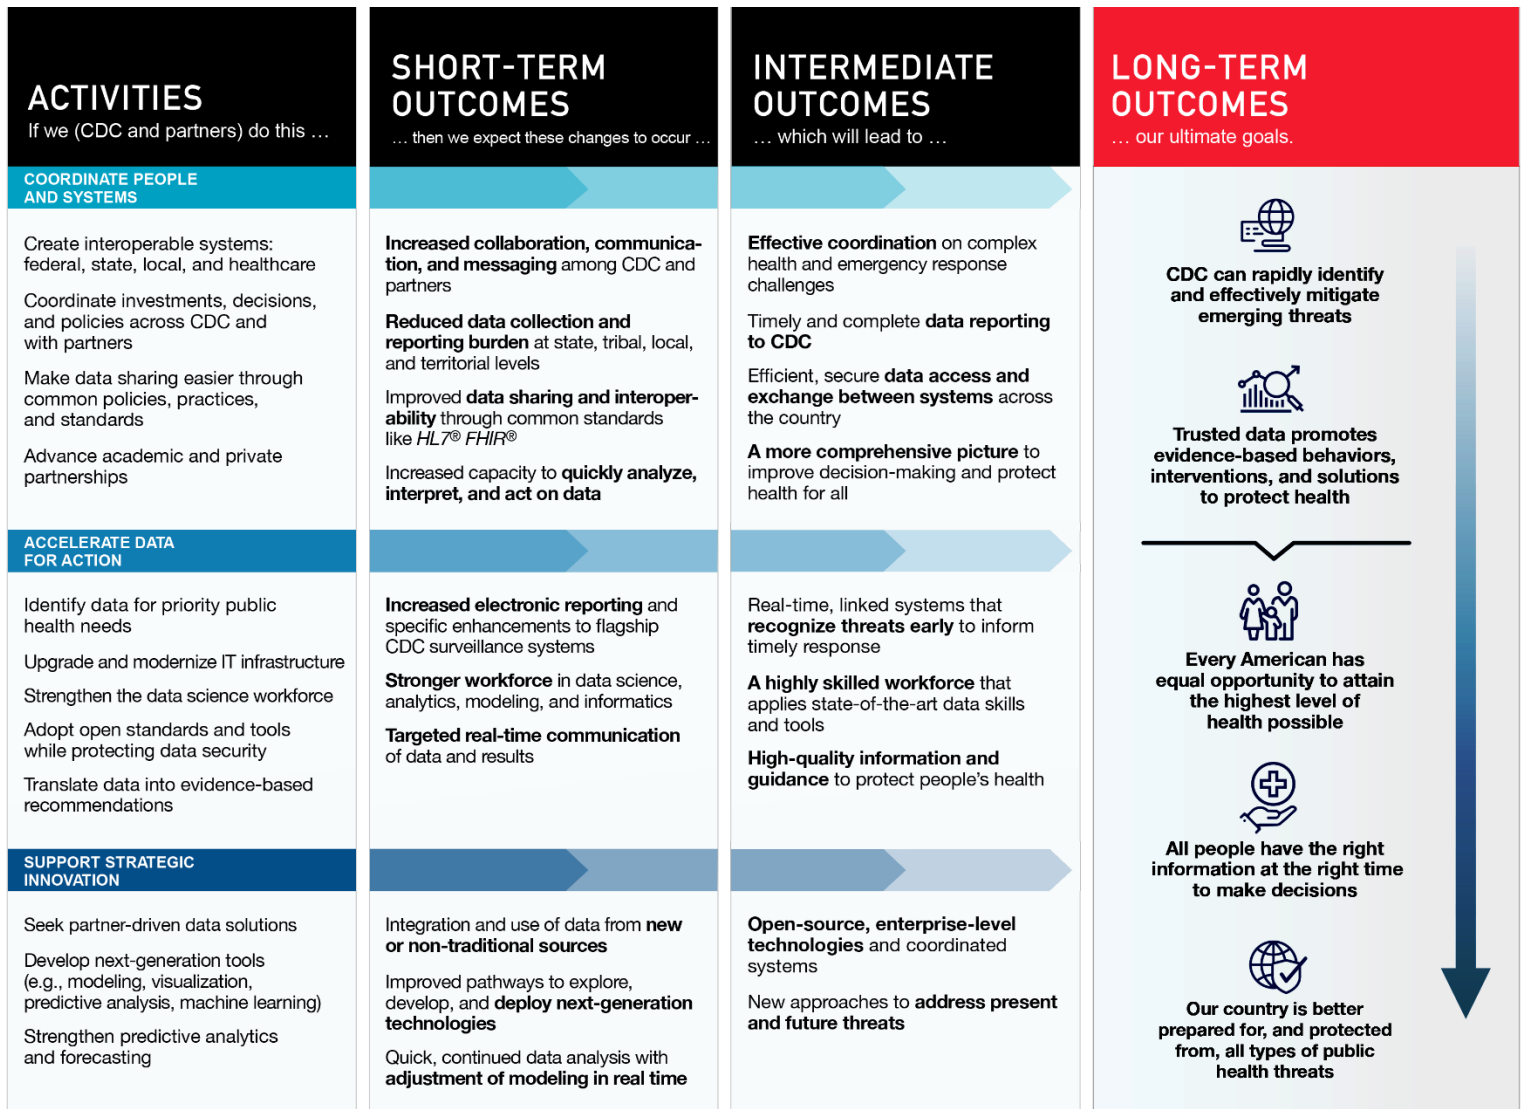 ACTIVITIES
If we (CDC and partners) do this …
SHORT-TERM
OUTCOMES
… then we expect these changes to occur …
INTERMEDIATE
OUTCOMES
… which will lead to …
LONG-TERM
OUTCOMES
… our ultimate goals.
COORDINATE PEOPLE
AND SYSTEMS
Create interoperable systems:
federal, state, local, and healthcare
Coordinate investments, decisions,
and policies across CDC and
with partners
Make data sharing easier through
common policies, practices,
and standards
Advance academic and private
partnerships
Increased collaboration, communica-
tion, and messaging among CDC and
partners
Reduced data collection and
reporting burden at state, tribal, local,
and territorial levels
Improved data sharing and interoper-
ability through common standards
like HL7® FHIR®
Increased capacity to quickly analyze,
interpret, and act on data
Effective coordination on complex
health and emergency response
challenges
Timely and complete data reporting
to CDC
Efficient, secure data access and
exchange between systems across
the country
A more comprehensive picture to
improve decision-making and protect
health for all
ACCELERATE DATA
FOR ACTION
Identify data for priority public
health needs
Upgrade and modernize IT infrastructure
Strengthen the data science workforce
Adopt open standards and tools
while protecting data security
Translate data into evidence-based
recommendations
Increased electronic reporting and
specific enhancements to flagship
CDC surveillance systems
Stronger workforce in data science,
analytics, modeling, and informatics
Targeted real-time communication
of data and results
Real-time, linked systems that
recognize threats early to inform
timely response
A highly skilled workforce that
applies state-of-the-art data skills
and tools
High-quality information and
guidance to protect people’s health
SUPPORT STRATEGIC
INNOVATION
Seek partner-driven data solutions
Develop next-generation tools
(e.g., modeling, visualization,
predictive analysis, machine learning)
Strengthen predictive analytics
and forecasting
Integration and use of data from new
or non-traditional sources
Improved pathways to explore,
develop, and deploy next-generation
technologies
Quick, continued data analysis with
adjustment of modeling in real time
Open-source, enterprise-level
technologies and coordinated
systems
New approaches to address present
and future threats
CDC can rapidly identify
and effectively mitigate
emerging threats
Trusted data promotes
evidence-based behaviors,
interventions, and solutions
to protect health
Every American has
equal opportunity to attain
the highest level of
health possible
All people have the right
information at the right time
to make decisions
Our country is better
prepared for, and protected
from, all types of public
health threats